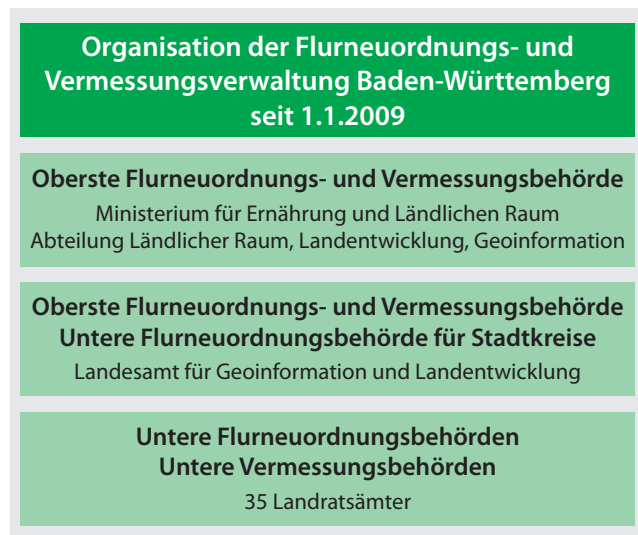 Organisation der Flurneuordnungs- und
Vermessungsverwaltung Baden-Württemberg
seit 1.1.2009
Oberste Flurneuordnungs- und Vermessungsbehörde
Ministerium für Ernährung und Ländlichen Raum
Abteilung Ländlicher Raum, Landentwicklung, Geoinformation
Oberste Flurneuordnungs- und Vermessungsbehörde
Untere Flurneuordnungsbehörde für Stadtkreise
Landesamt für Geoinformation und Landentwicklung
Untere Flurneuordnungsbehörden
Untere Vermessungsbehörden
35 Landratsämter